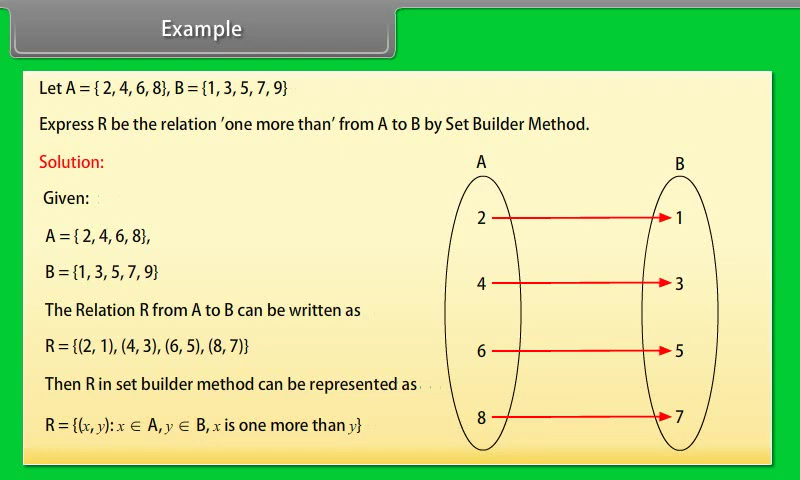 Example
Let A = { 2, 4, 6, 8}, B = {1, 3, 5, 7, 9}
Express R be the relation ‘one more than’ from A to B by Set Builder Method.
Solution:
Given:
A = { 2, 4, 6, 8},
B = {1, 3, 5, 7, 9}
The Relation R from A to B can be written as
R = {(2, 1), (4, 3), (6, 5), (8, 7)}
Then R in set builder method can be represented as
R = {(x, y): x ∈ A, y ∈ B, x is one more than y}
A B
2 1
4 3
6 5
8 7